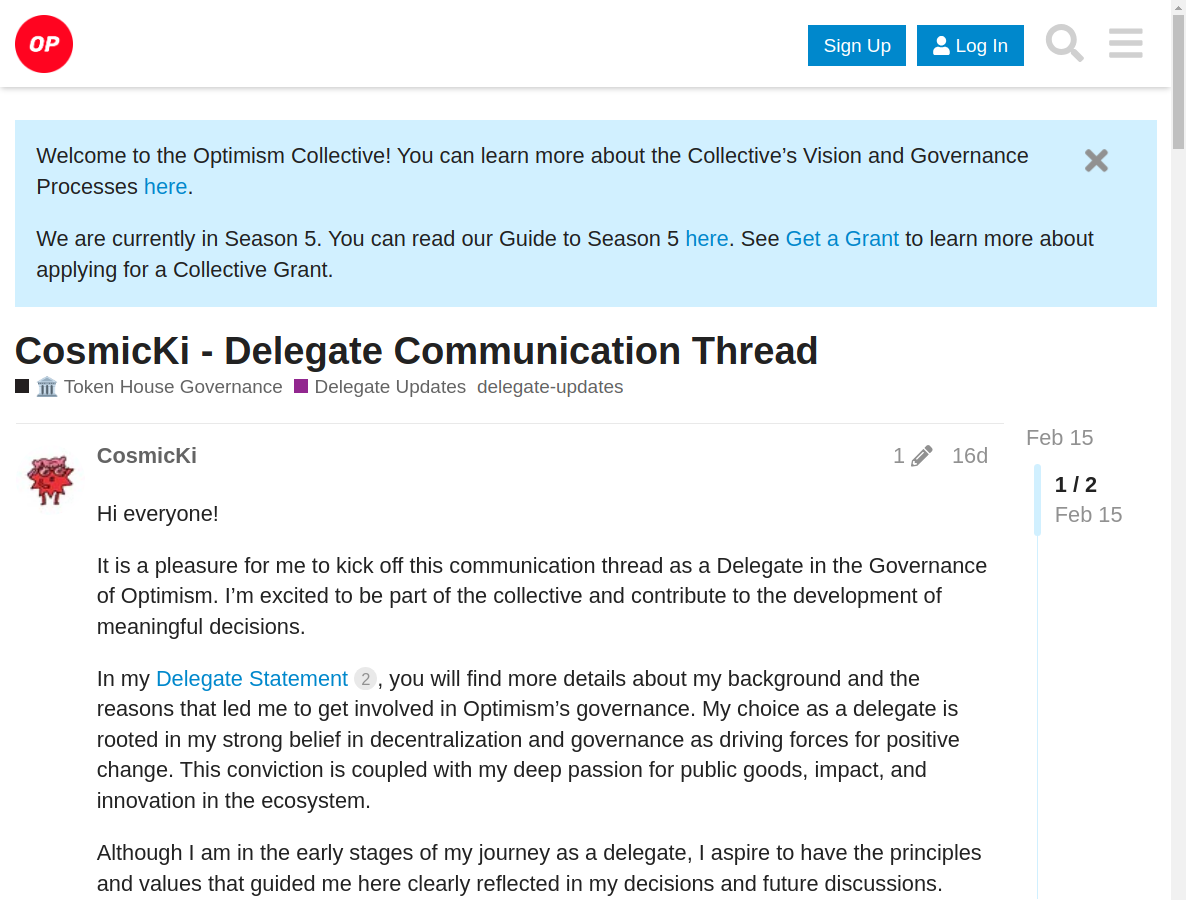 OP
Sign Up
Log In
Welcome to the Optimism Collective! You can learn more about the Collective’s Vision and Governance
Processes here.
We are currently in Season 5. You can read our Guide to Season 5 here. See Get a Grant to learn more about
applying for a Collective Grant.
CosmicKi - Delegate Communication Thread
Token House Governance Delegate Updates delegate-updates
CosmicKi 1 16d
Hi everyone!
It is a pleasure for me to kick off this communication thread as a Delegate in the Governance
of Optimism. I’m excited to be part of the collective and contribute to the development of
meaningful decisions.
In my Delegate Statement 2, you will find more details about my background and the
reasons that led me to get involved in Optimism’s governance. My choice as a delegate is
rooted in my strong belief in decentralization and governance as driving forces for positive
change. This conviction is coupled with my deep passion for public goods, impact, and
innovation in the ecosystem.
Although I am in the early stages of my journey as a delegate, I aspire to have the principles
and values that guided me here clearly reflected in my decisions and future discussions.
Feb 15
1 / 2
Feb 15